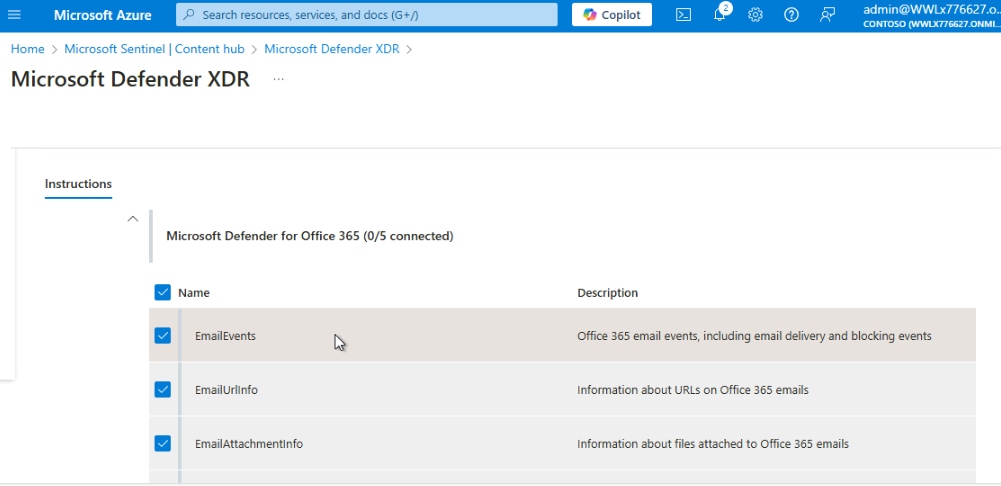 Microsoft Azure
Search resources, services, and docs (G+/)
Copilot
2
admin@WWLx776627.o...
CONTOSO (WWLX776627.ONMI...
Home > Microsoft Sentinel | Content hub > Microsoft Defender XDR >
Microsoft Defender XDR ...
Instructions
Microsoft Defender for Office 365 (0/5 connected)
Name Description
EmailEvents Office 365 email events, including email delivery and blocking events
EmailUrlInfo Information about URLs on Office 365 emails
EmailAttachmentInfo Information about files attached to Office 365 emails